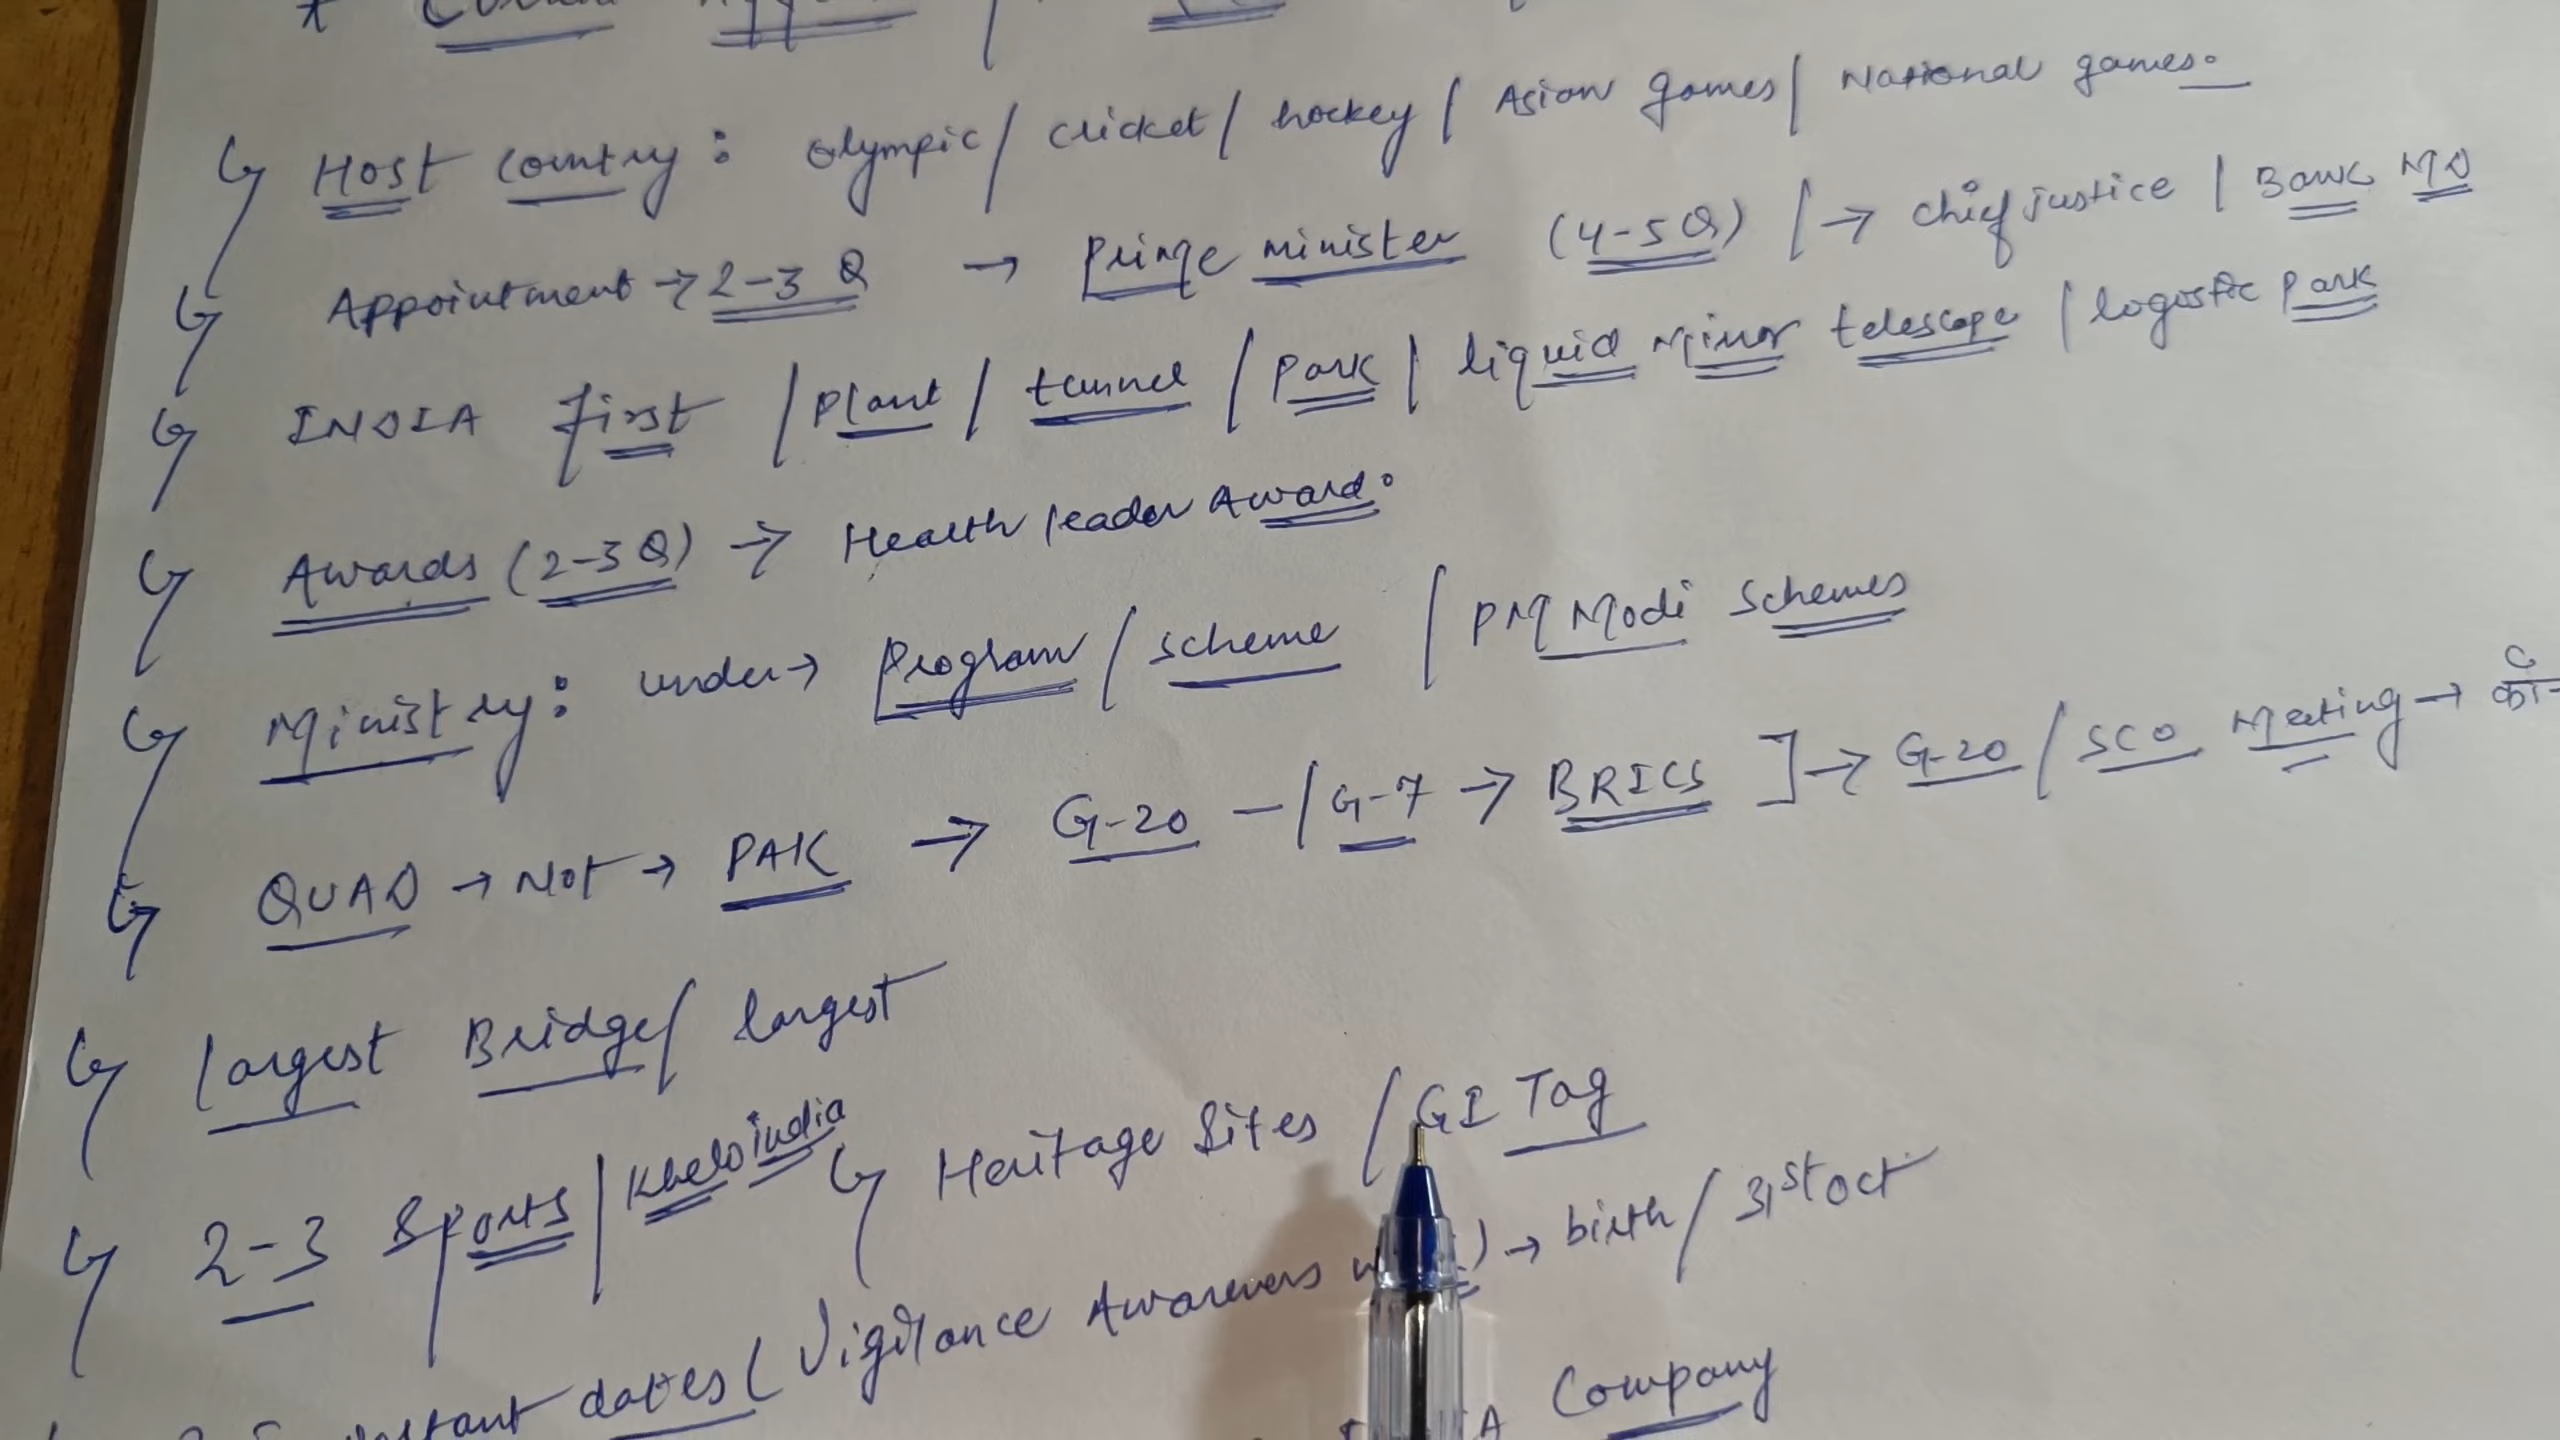 Host country: Olympic/ cricket/ hockey / Asian Games/ National games.
Appointment → 2-3 Q → Prime minister (4-5 Q) / → chief justice / Bank MD
INDIA first / Plant / tunnel / Park / liquid Mirror telescope / logistic Park
Awards (2-3 Q) → Health leader Award.
Ministry: under → Program / scheme / PM Modi Schemes
QUAD → Not → PAK → G-20 - / G-7 → BRICS ] → G-20 / SCO Meeting →
largest Bridge / largest
2-3 Sports / Khelo india
Heritage Sites / GI Tag
dates ( Vigilance Awareness ) → birth / 31st Oct
Company